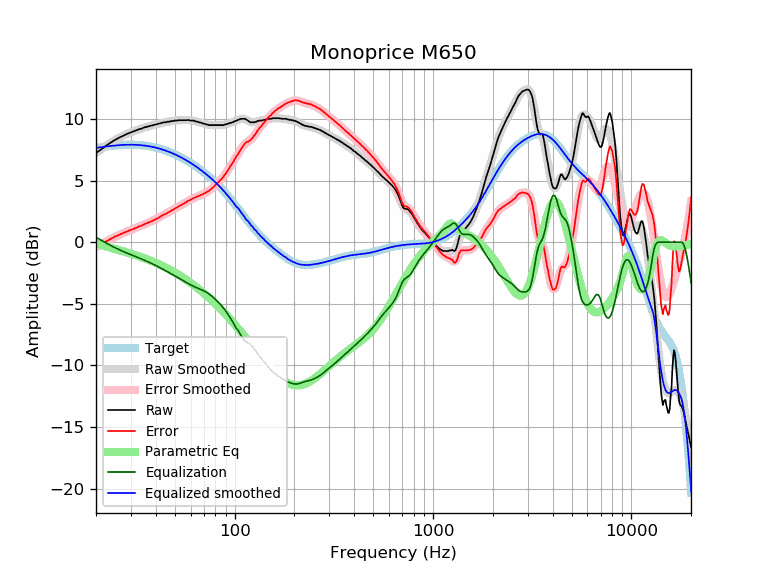 Monoprice M650
10
5
0
−5
−10
−15
−20
Amplitude (dBr)
Target
Raw Smoothed
Error Smoothed
Raw
Error
Parametric Eq
Equalization
Equalized smoothed
100
1000
10000
Frequency (Hz)